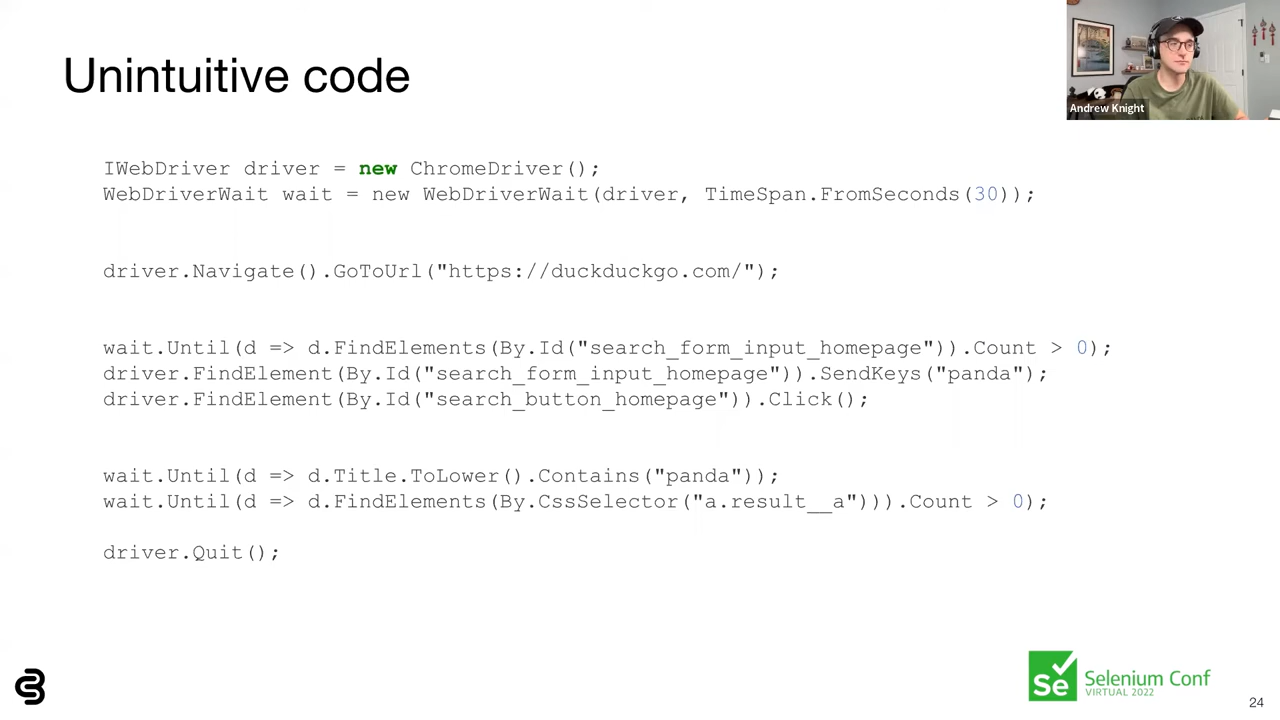 Unintuitive code
Andrew Knight
IWebDriver driver = new ChromeDriver();
WebDriverWait wait = new WebDriverWait(driver, TimeSpan.FromSeconds(30));
driver.Navigate().GoToUrl("https://duckduckgo.com/");
wait.Until(d => d.FindElements(By.Id("search_form_input_homepage")).Count > 0);
driver.FindElement(By.Id("search_form_input_homepage")).SendKeys("panda");
driver.FindElement(By.Id("search_button_homepage")).Click();
wait.Until(d => d.Title.ToLower().Contains("panda"));
wait.Until(d => d.FindElements(By.CssSelector("a.result__a"))).Count > 0);
driver.Quit();
Se
Selenium Conf
VIRTUAL 2022
24